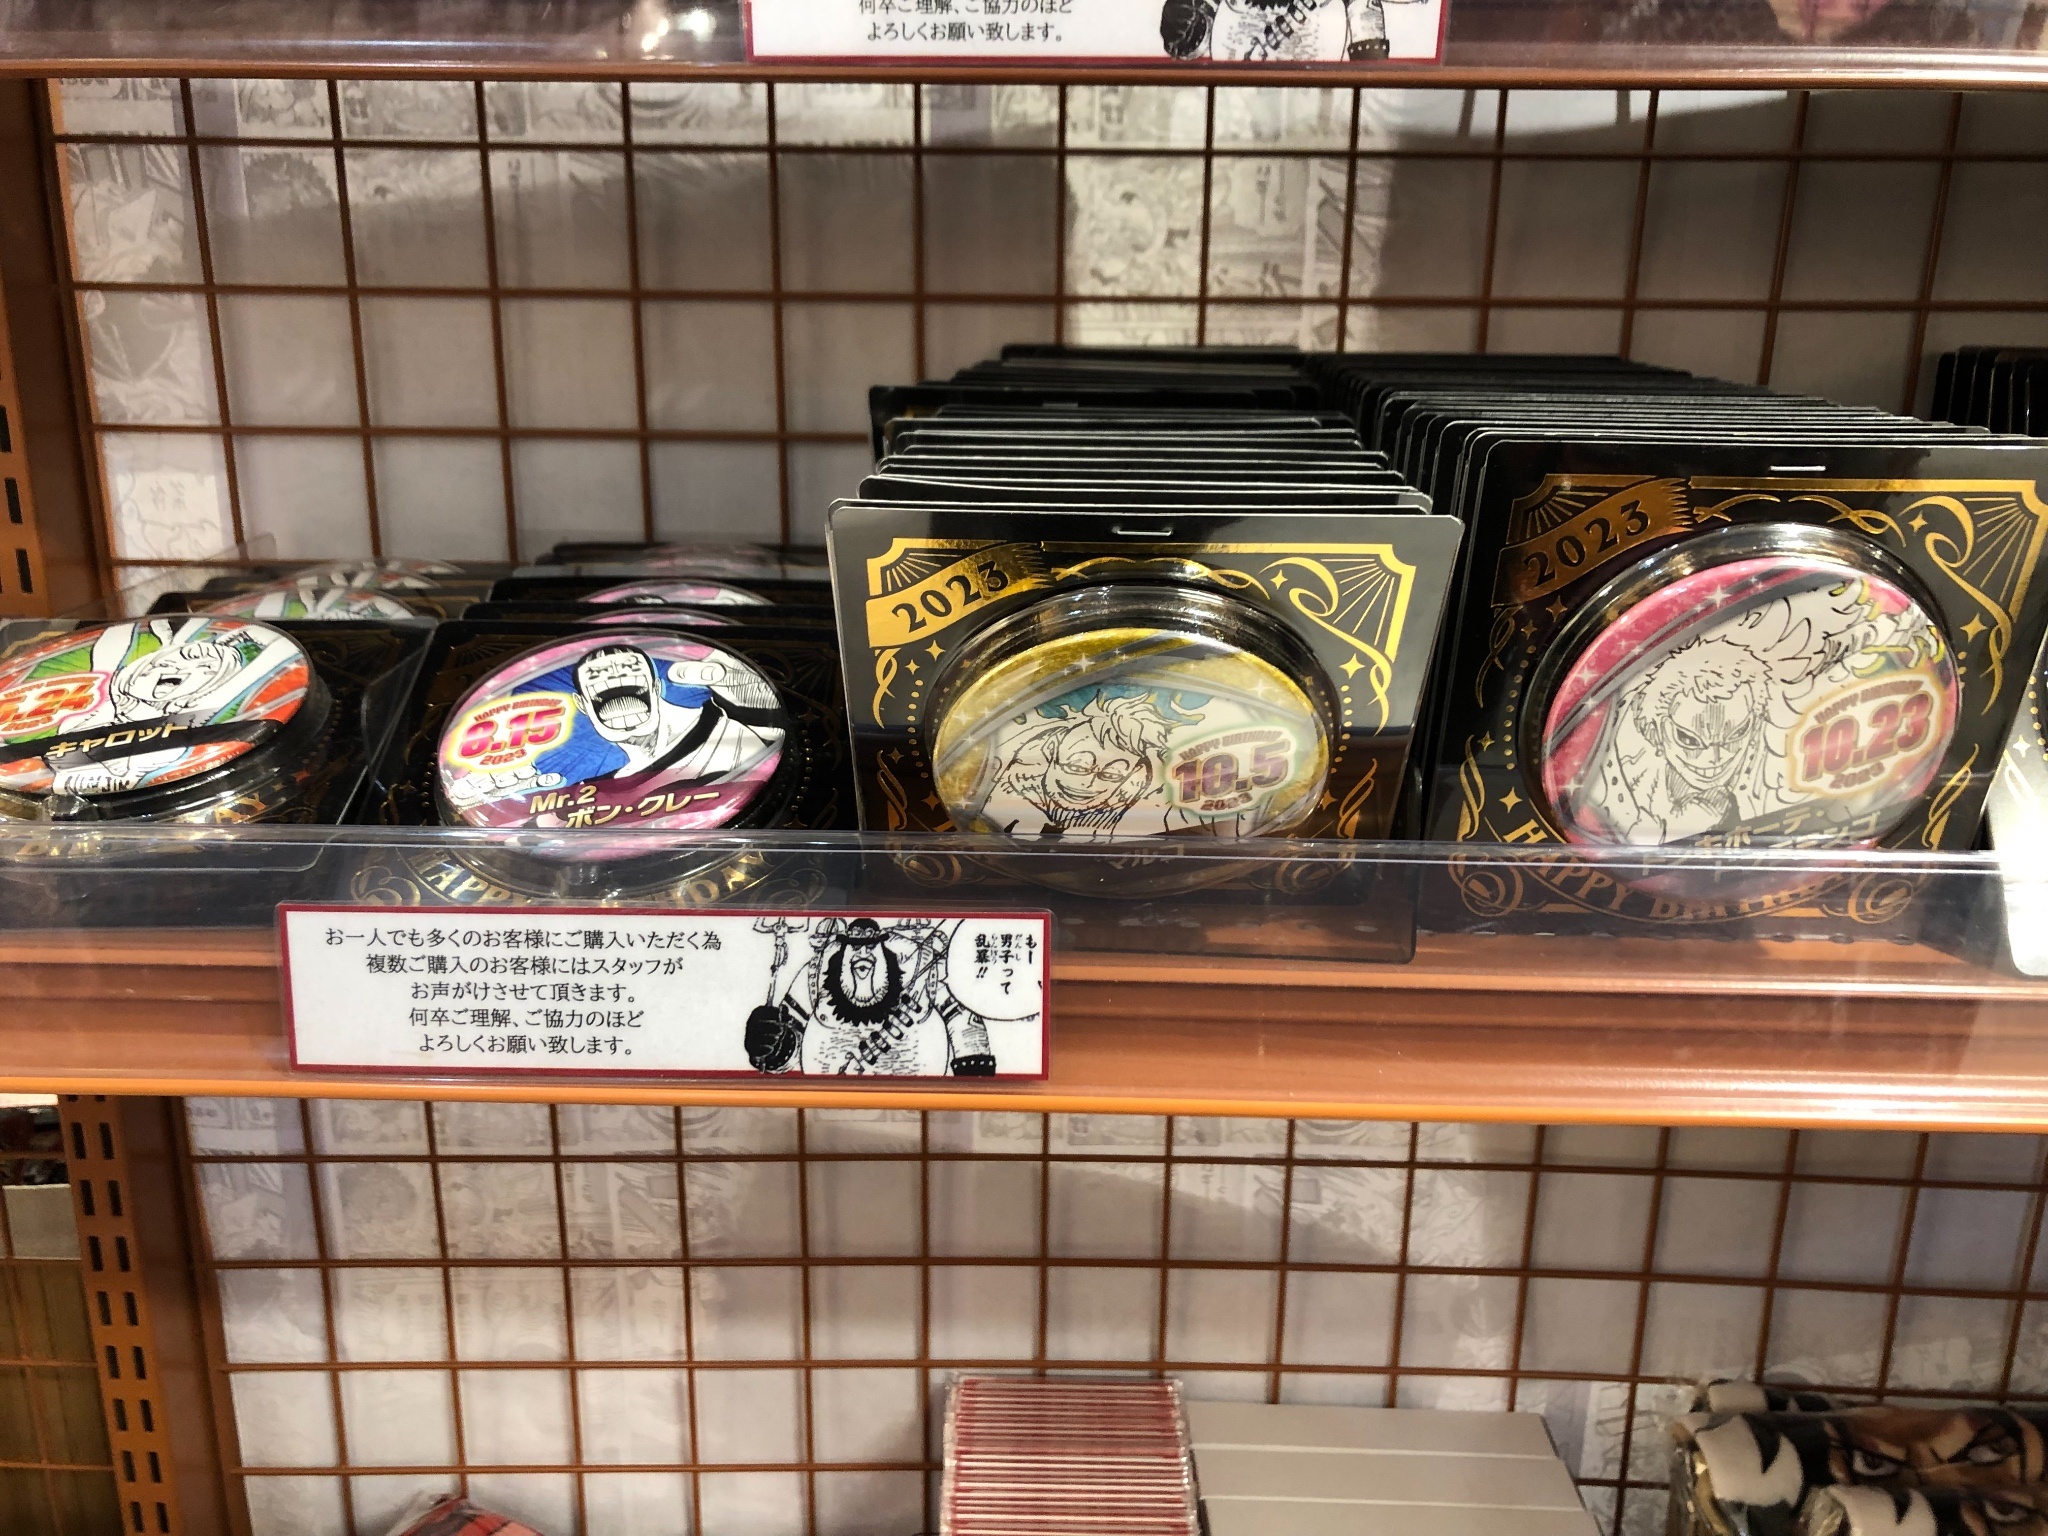 何卒ご理解、ご協力のほど
よろしくお願い致します。
.24
キャロット
HAPPY BIRTHDAY
8.15
2023
Mr.2
ボン・クレー
2023
HAPPY BIRTHDAY
10.5
2023
マルコ
2023
HAPPY BIRTHDAY
10.23
2023
HAPPY BIRTHDAY
お一人でも多くのお客様にご購入いただく為
複数ご購入のお客様にはスタッフが
お声がけさせて頂きます。
何卒ご理解、ご協力のほど
よろしくお願い致します。
もー
男子って
乱暴!!